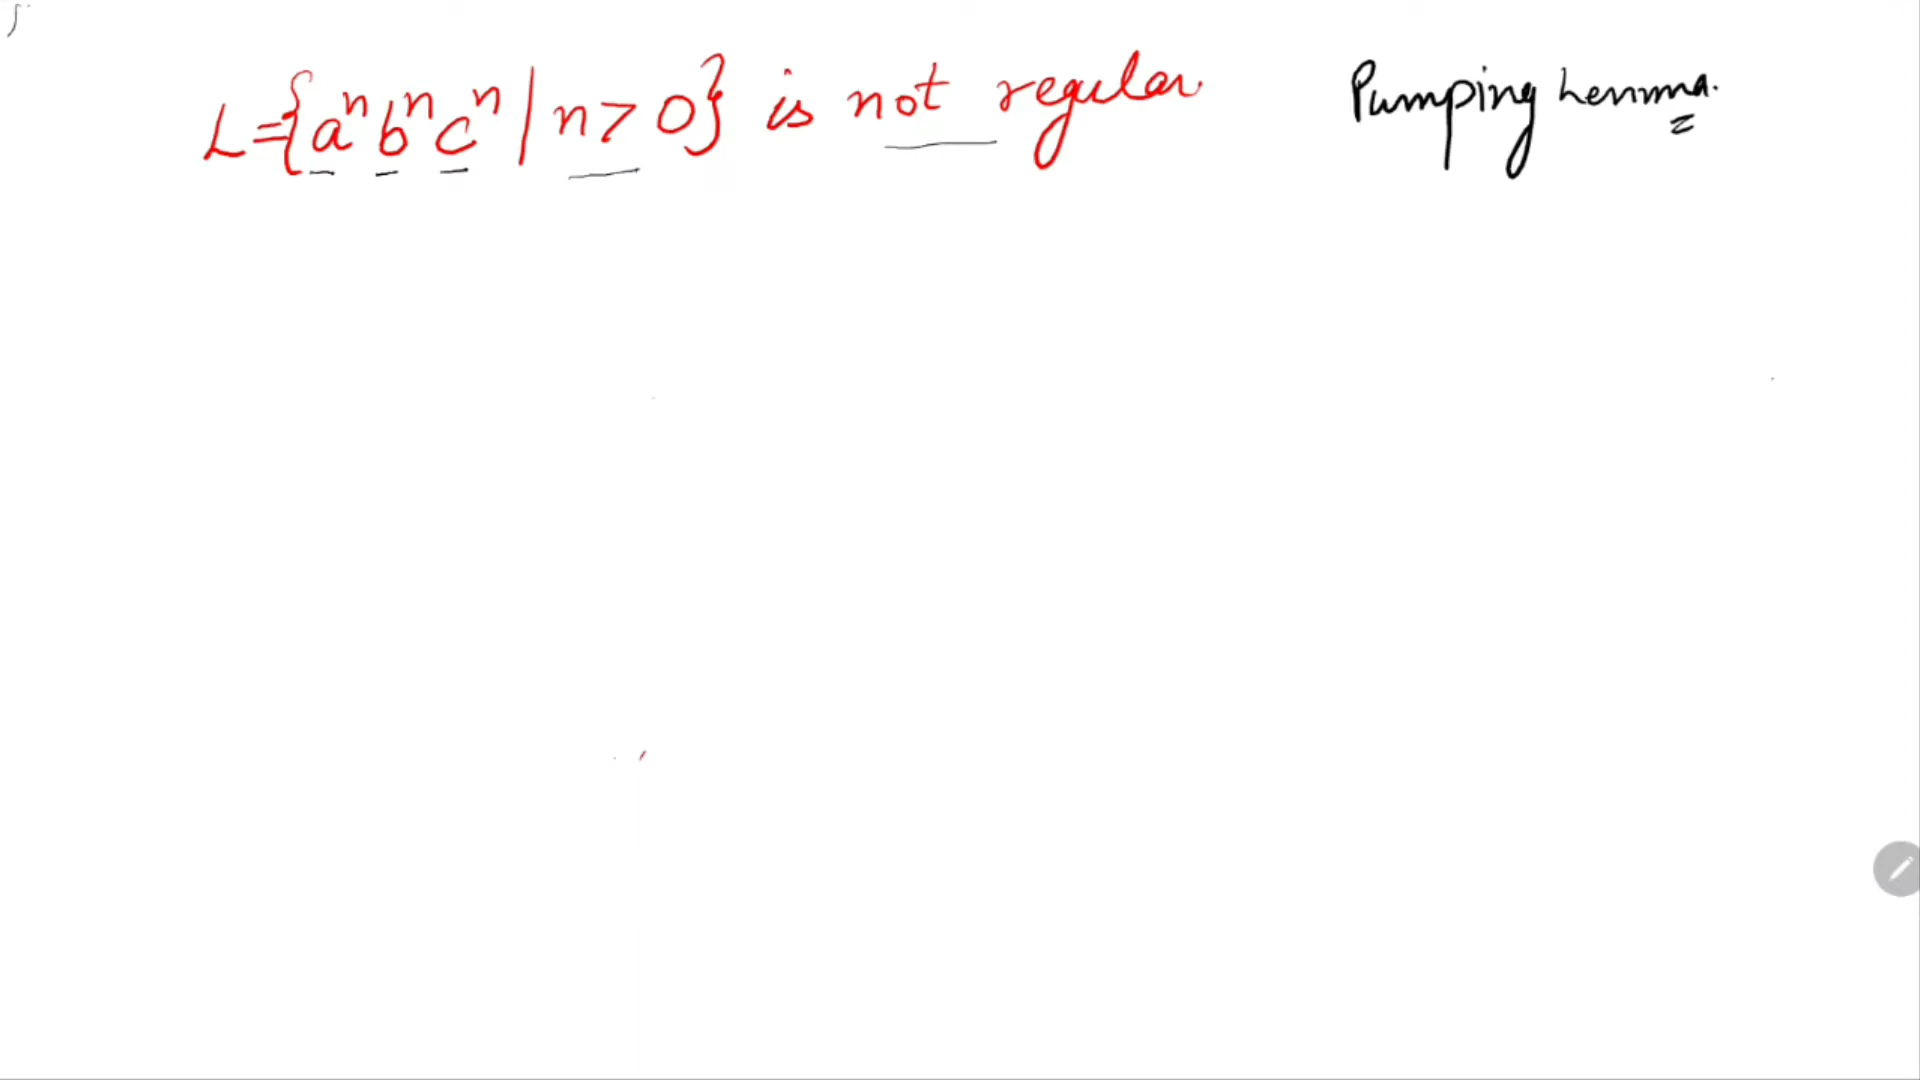 L={aⁿbⁿcⁿ | n>0} is not regular. Pumping Lemma.